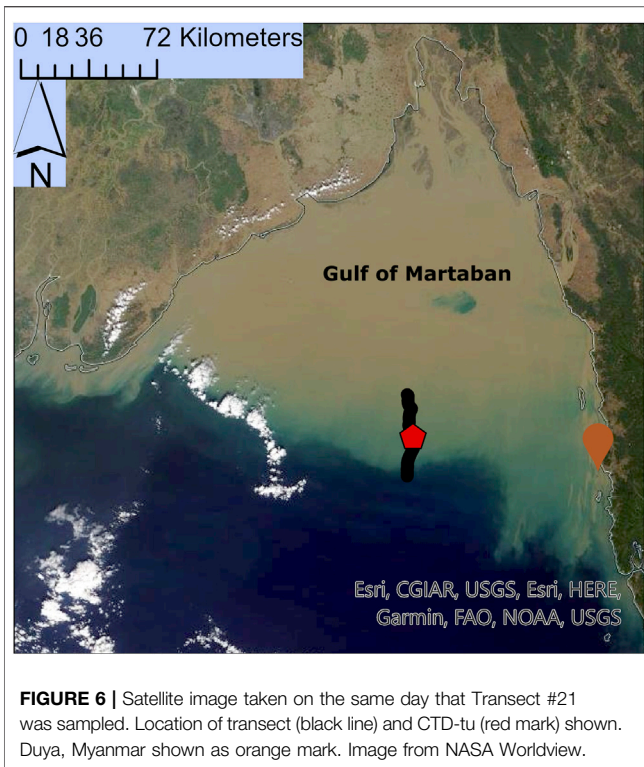 0 18 36 72 Kilometers
N
Gulf of Martaban
Esri, CGIAR, USGS, Esri, HERE,
Garmin, FAO, NOAA, USGS
FIGURE 6 | Satellite image taken on the same day that Transect #21
was sampled. Location of transect (black line) and CTD-tu (red mark) shown.
Duya, Myanmar shown as orange mark. Image from NASA Worldview.